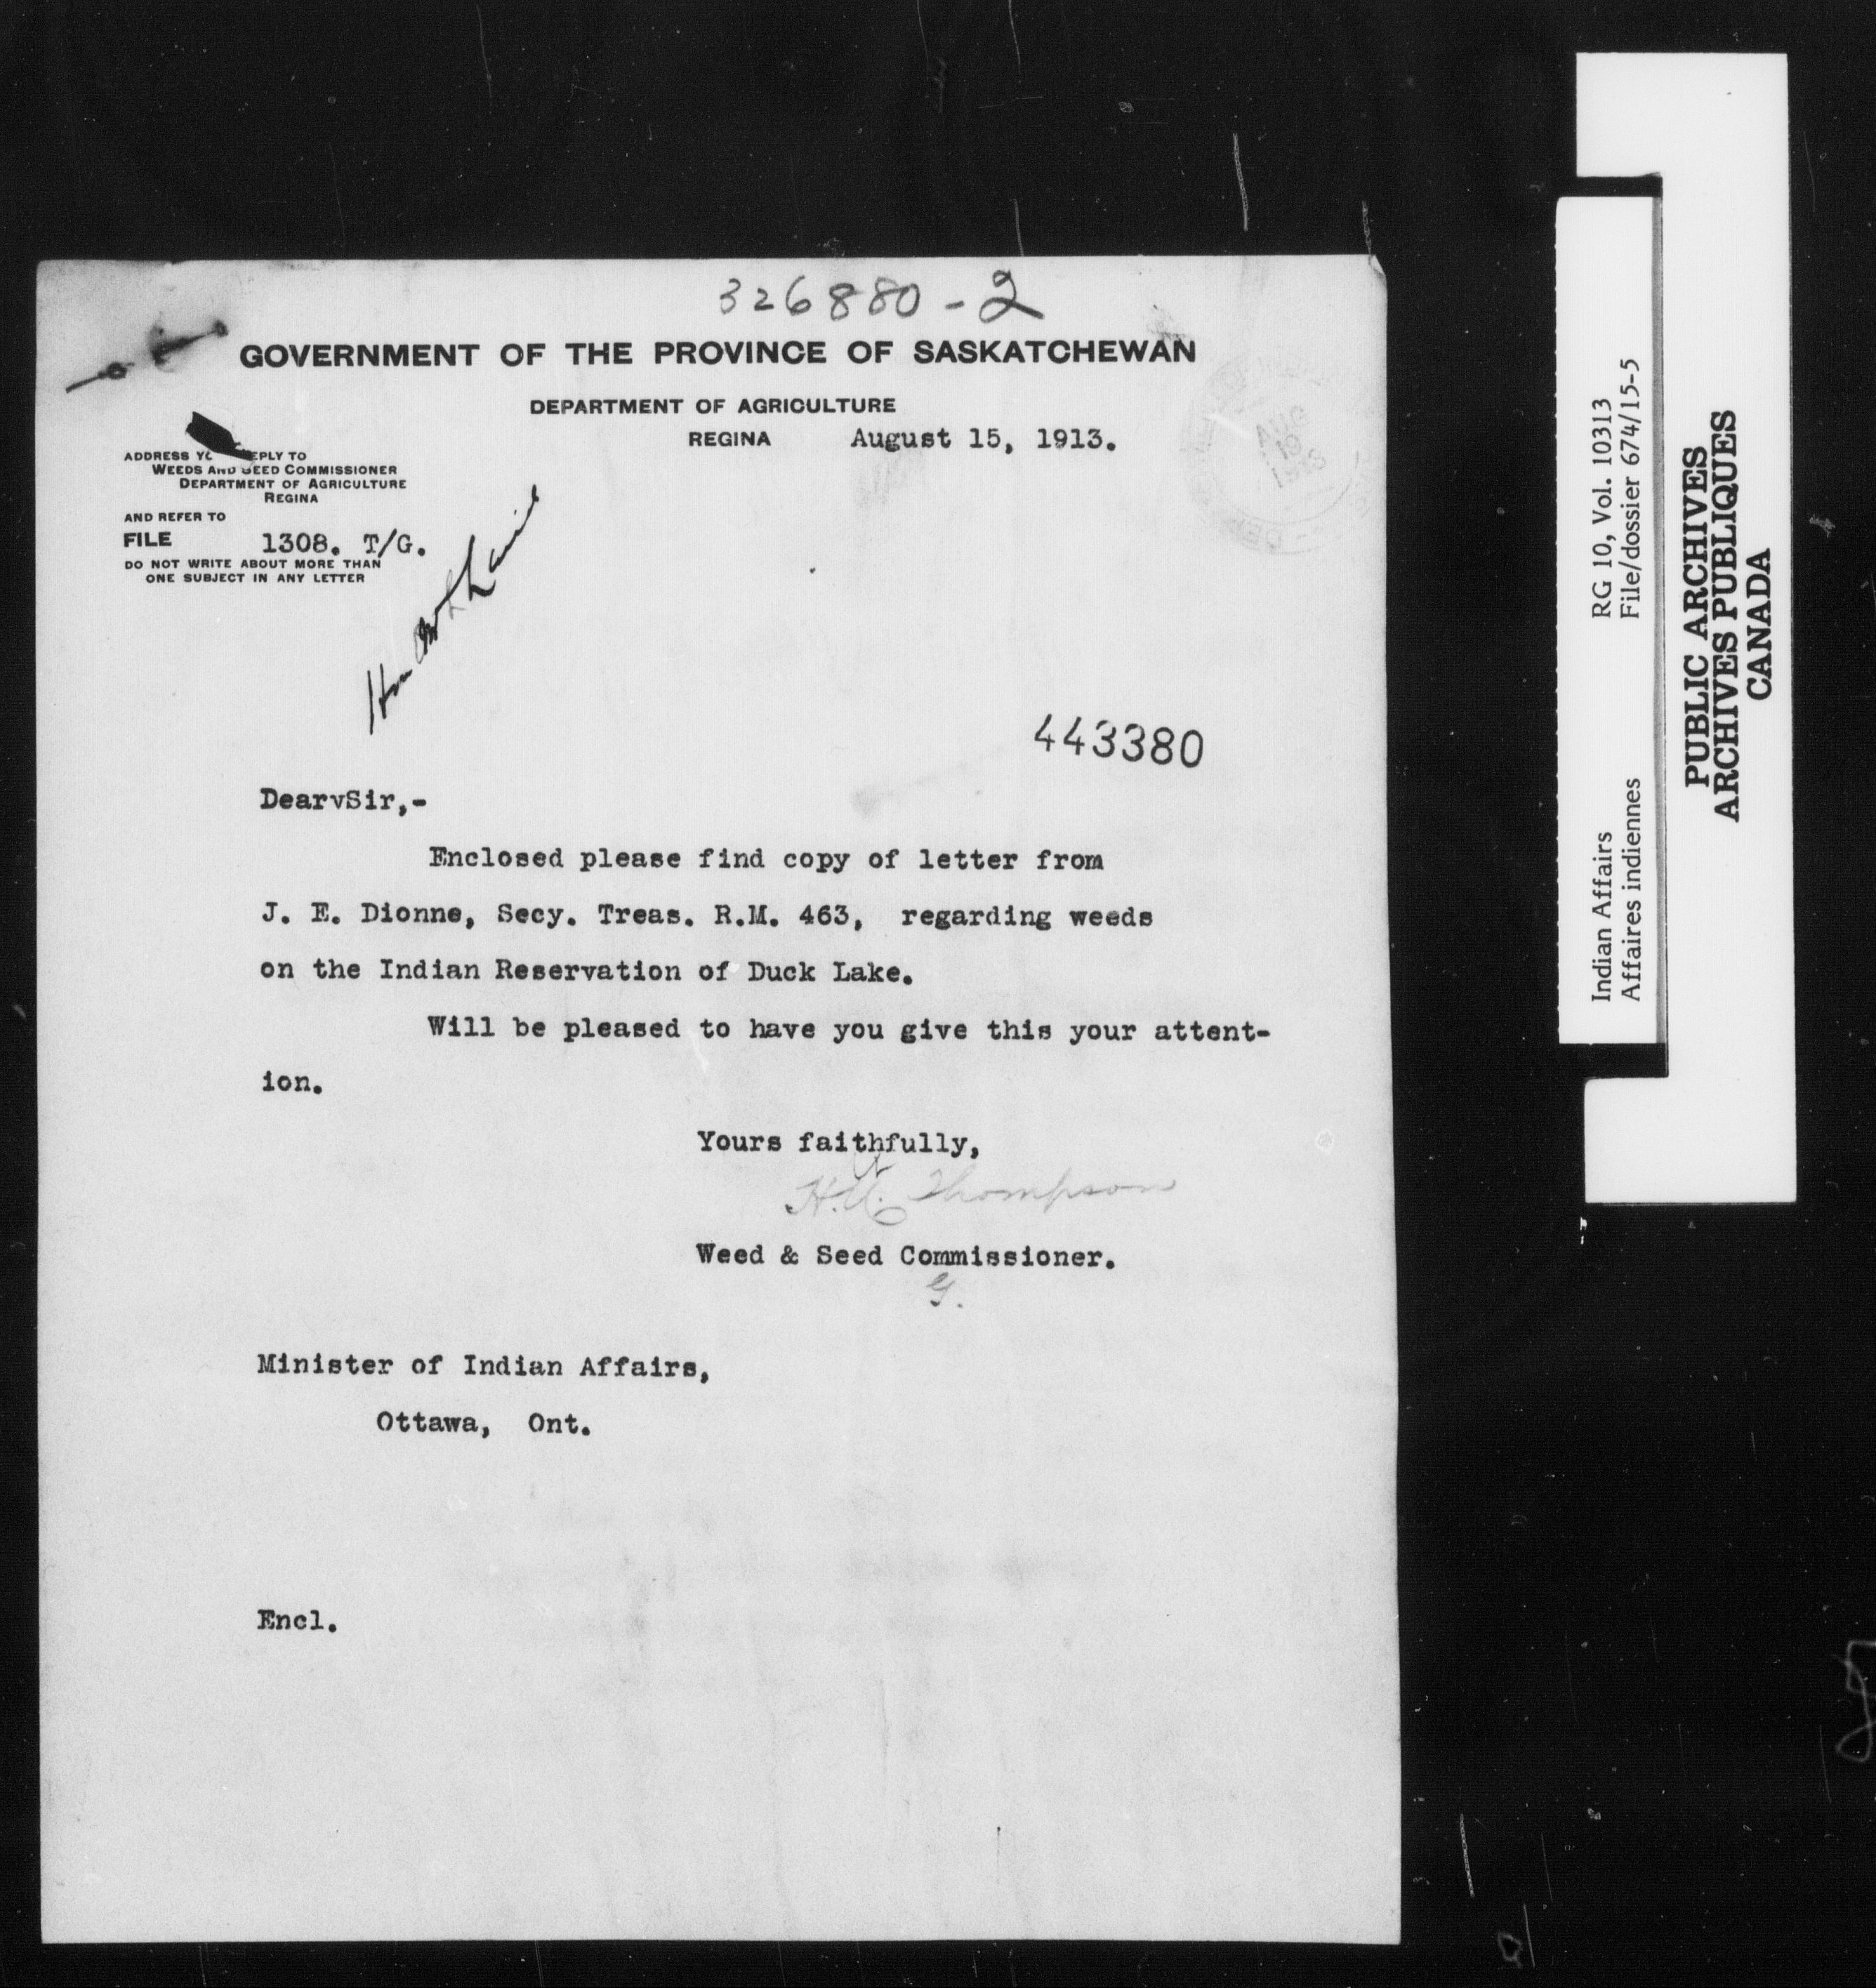 326880-2
GOVERNMENT OF THE PROVINCE OF SASKATCHEWAN
DEPARTMENT OF AGRICULTURE
REGINA August 15, 1913.
AUG
19
1913
ADDRESS YO EPLY TO
WEEDS AND SEED COMMISSIONER
DEPARTMENT OF AGRICULTURE
REGINA
AND REFER TO
FILE 1308. T/G.
DO NOT WRITE ABOUT MORE THAN
ONE SUBJECT IN ANY LETTER
443380
DearvSir,-
Enclosed please find copy of letter from
J. E. Dionne, Secy. Treas. R.M. 463, regarding weeds
on the Indian Reservation of Duck Lake.
Will be pleased to have you give this your attent-
ion.
Yours faithfully,
Thompson
Weed & Seed Commissioner.
G.
Minister of Indian Affairs,
Ottawa, Ont.
Encl.
Indian Affairs RG 10, Vol. 10313
Affaires indiennes File/dossier 674/15-5
PUBLIC ARCHIVES
ARCHIVES PUBLIQUES
CANADA